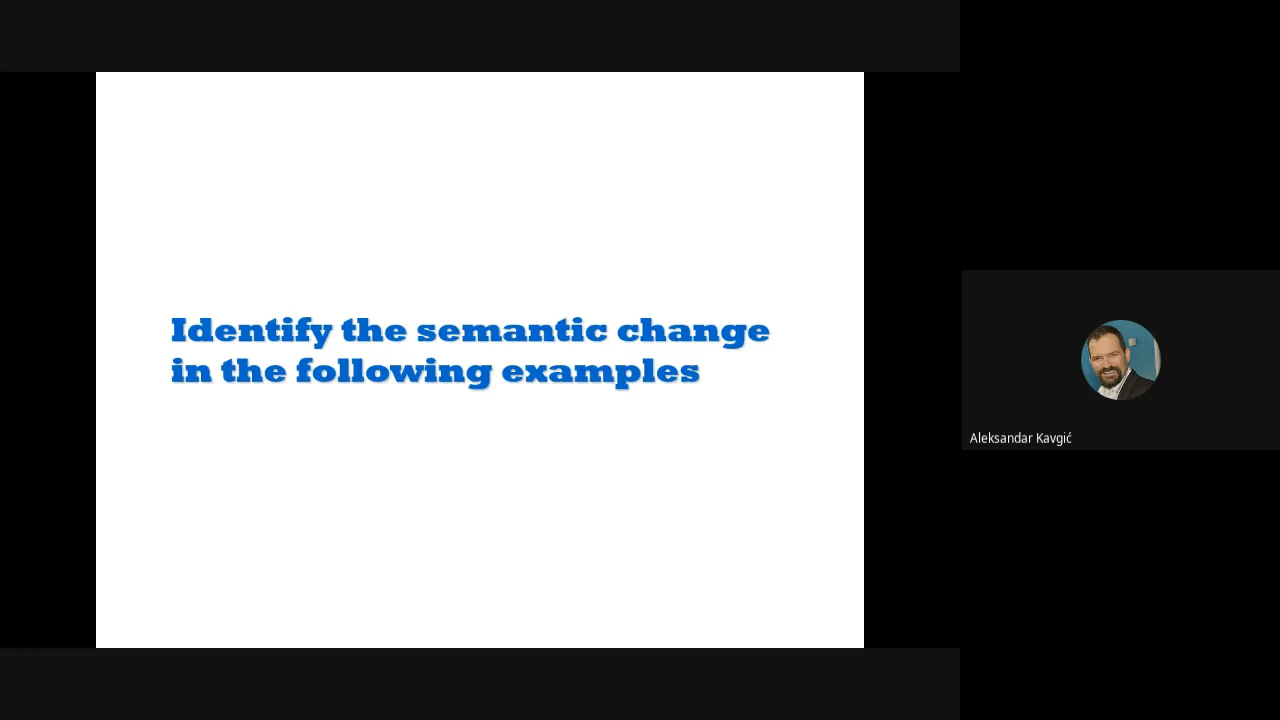 Identify the semantic change
in the following examples
Aleksandar Kavgić